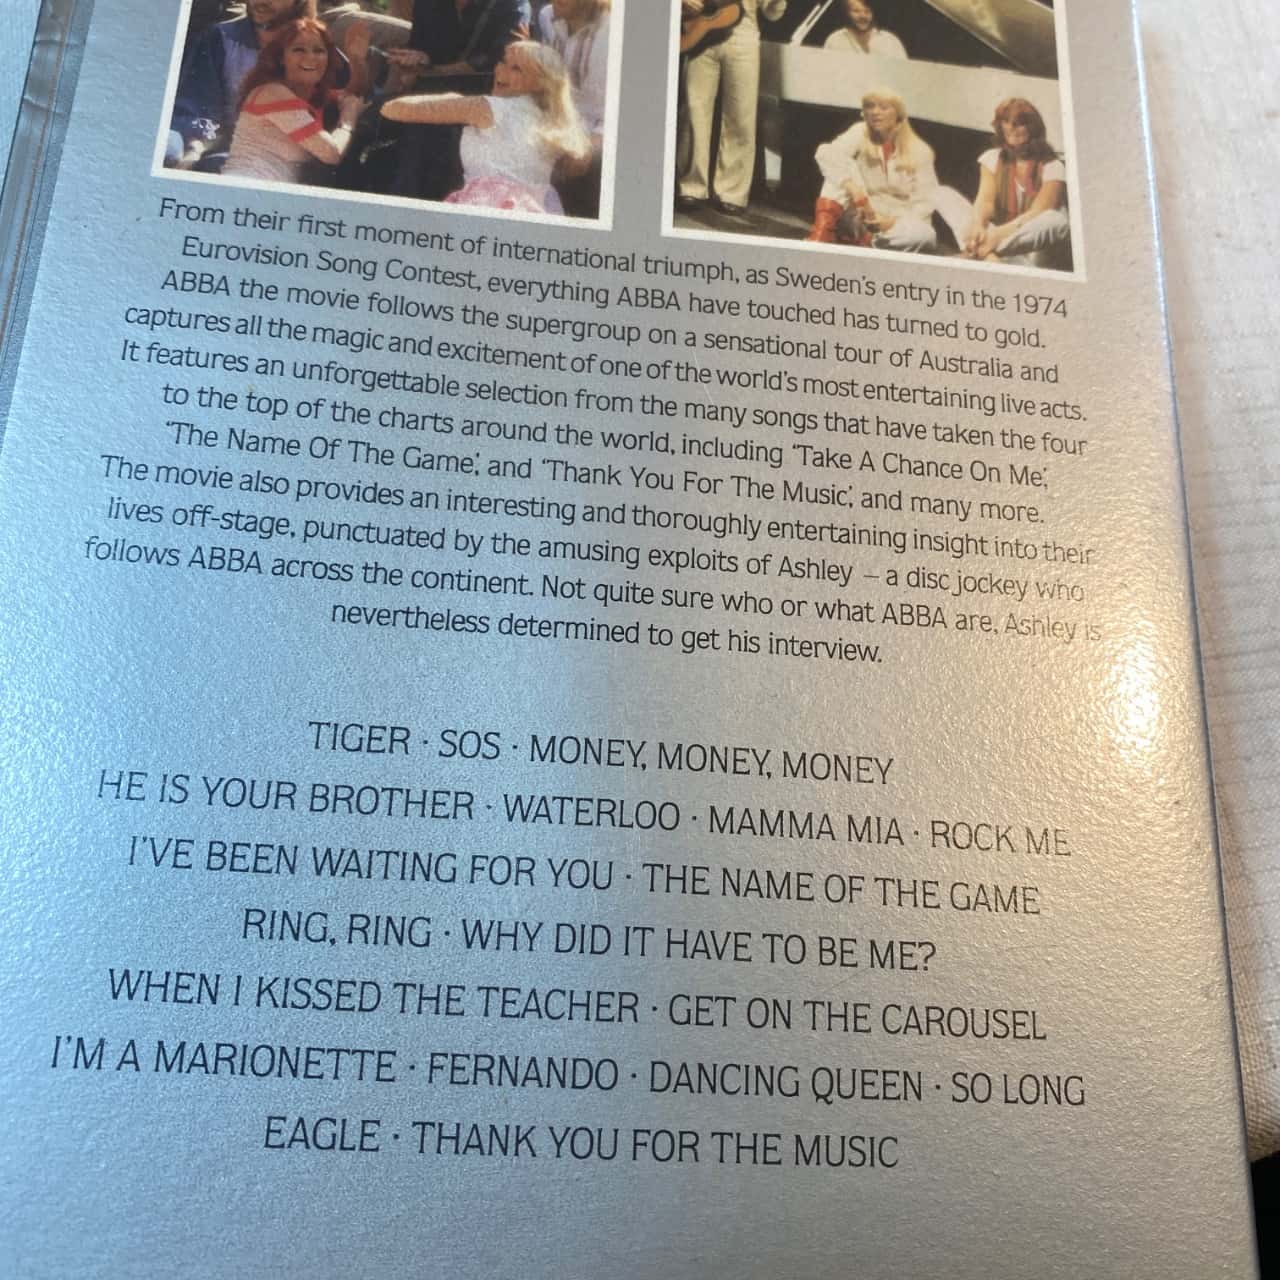 From their first moment of international triumph, as Sweden's entry in the 1974
Eurovision Song Contest, everything ABBA have touched has turned to gold.
ABBA the movie follows the supergroup on a sensational tour of Australia and
captures all the magic and excitement of one of the world's most entertaining live acts.
It features an unforgettable selection from the many songs that have taken the four
to the top of the charts around the world, including 'Take A Chance On Me',
'The Name Of The Game', and 'Thank You For The Music', and many more.
The movie also provides an interesting and thoroughly entertaining insight into their
lives off-stage, punctuated by the amusing exploits of Ashley – a disc jockey who
follows ABBA across the continent. Not quite sure who or what ABBA are, Ashley is
nevertheless determined to get his interview.
TIGER · SOS · MONEY, MONEY, MONEY
HE IS YOUR BROTHER · WATERLOO · MAMMA MIA · ROCK ME
I'VE BEEN WAITING FOR YOU · THE NAME OF THE GAME
RING, RING · WHY DID IT HAVE TO BE ME?
WHEN I KISSED THE TEACHER · GET ON THE CAROUSEL
I'M A MARIONETTE · FERNANDO · DANCING QUEEN · SO LONG
EAGLE · THANK YOU FOR THE MUSIC